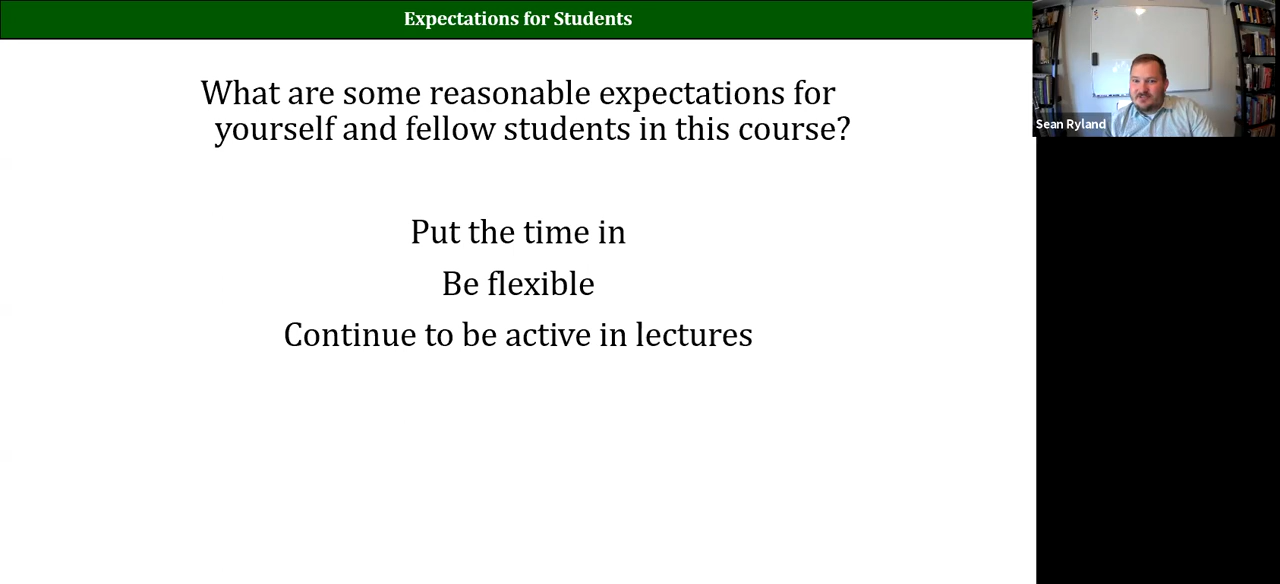 Expectations for Students
What are some reasonable expectations for
yourself and fellow students in this course?
Put the time in
Be flexible
Continue to be active in lectures
Sean Ryland